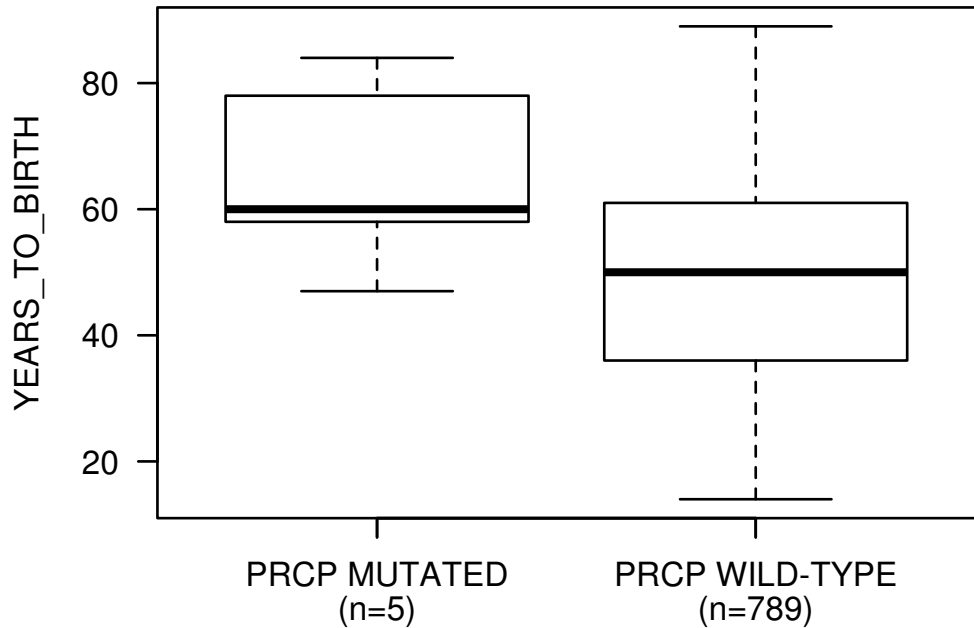 YEARS_TO_BIRTH
80
60
40
20
PRCP MUTATED
(n=5)
PRCP WILD-TYPE
(n=789)